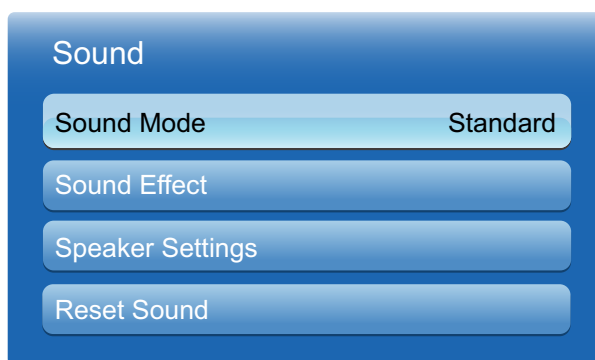 Sound
Sound Mode Standard
Sound Effect
Speaker Settings
Reset Sound